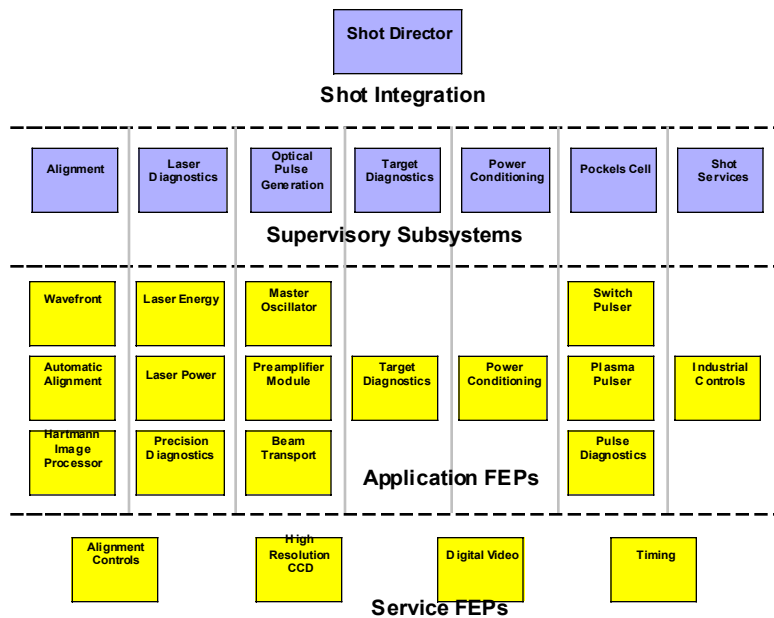 Shot Director
Shot Integration
Alignment
Laser
Diagnostics
Optical
Pulse
Generation
Target
Diagnostics
Power
Conditioning
Pockels Cell
Shot
Services
Supervisory Subsystems
Wavefront
Laser Energy
Master
Oscillator
Switch
Pulser
Automatic
Alignment
Laser Power
Preamplifier
Module
Target
Diagnostics
Power
Conditioning
Plasma
Pulser
Industrial
Controls
Hartmann
Image
Processor
Precision
Diagnostics
Beam
Transport
Pulse
Diagnostics
Application FEPs
Alignment
Controls
High
Resolution
CCD
Digital Video
Timing
Service FEPs